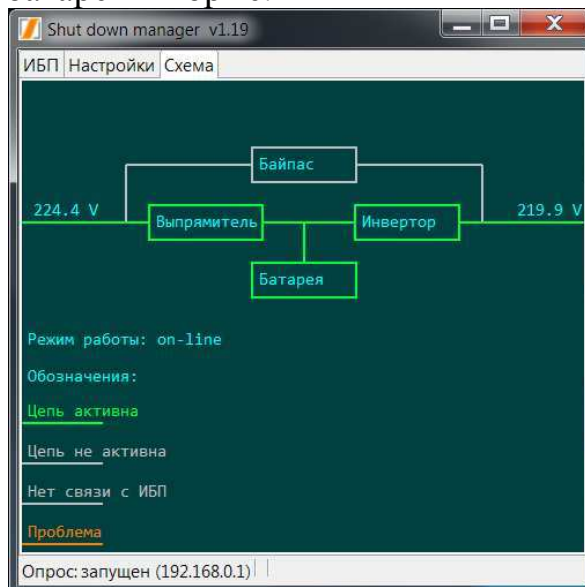 Shut down manager v1.19
ИБП Настройки Схема
Байпас
224.4 V
219.9 V
Выпрямитель
Инвертор
Батарея
Режим работы: on-line
Обозначения:
Цепь активна
Цепь не активна
Нет связи с ИБП
Проблема
Опрос: запущен (192.168.0.1)